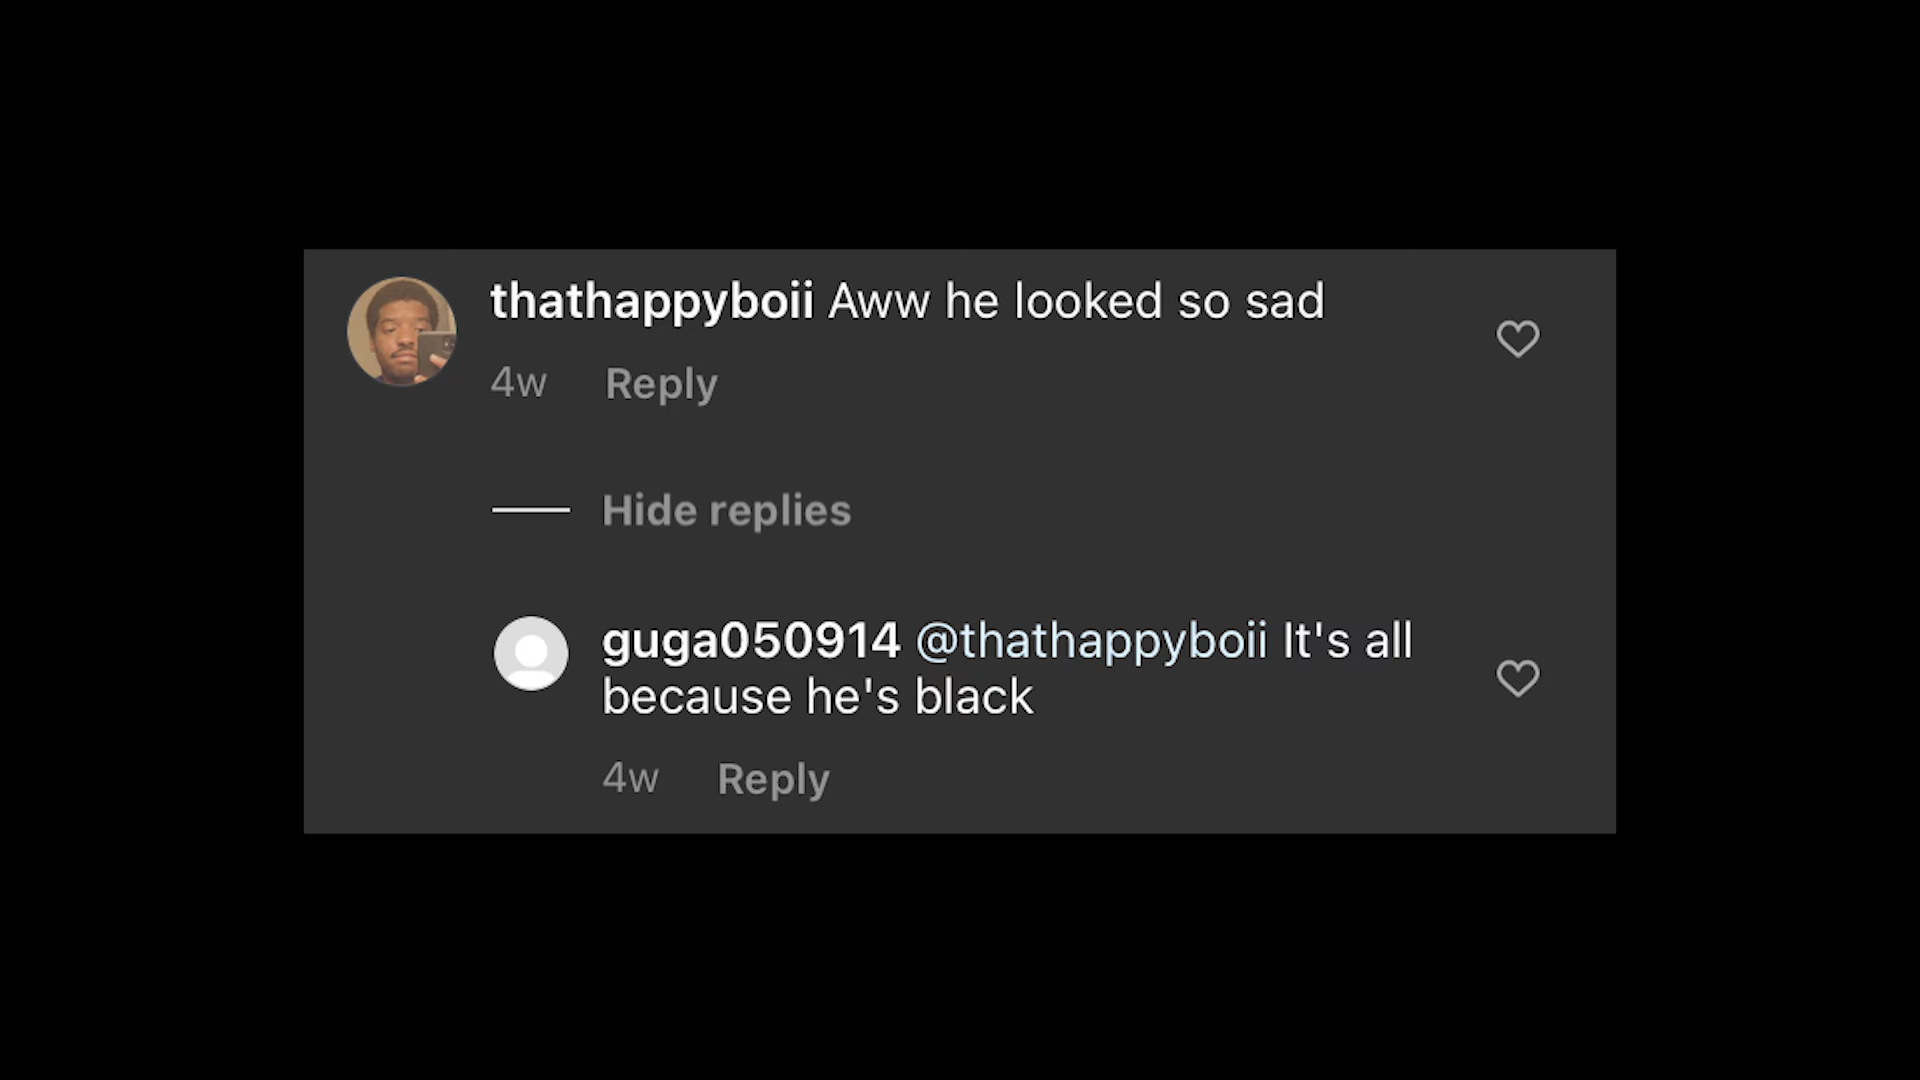 thathappyboii Aww he looked so sad
4w Reply
Hide replies
guga050914 @thathappyboii It's all
because he's black
4w Reply